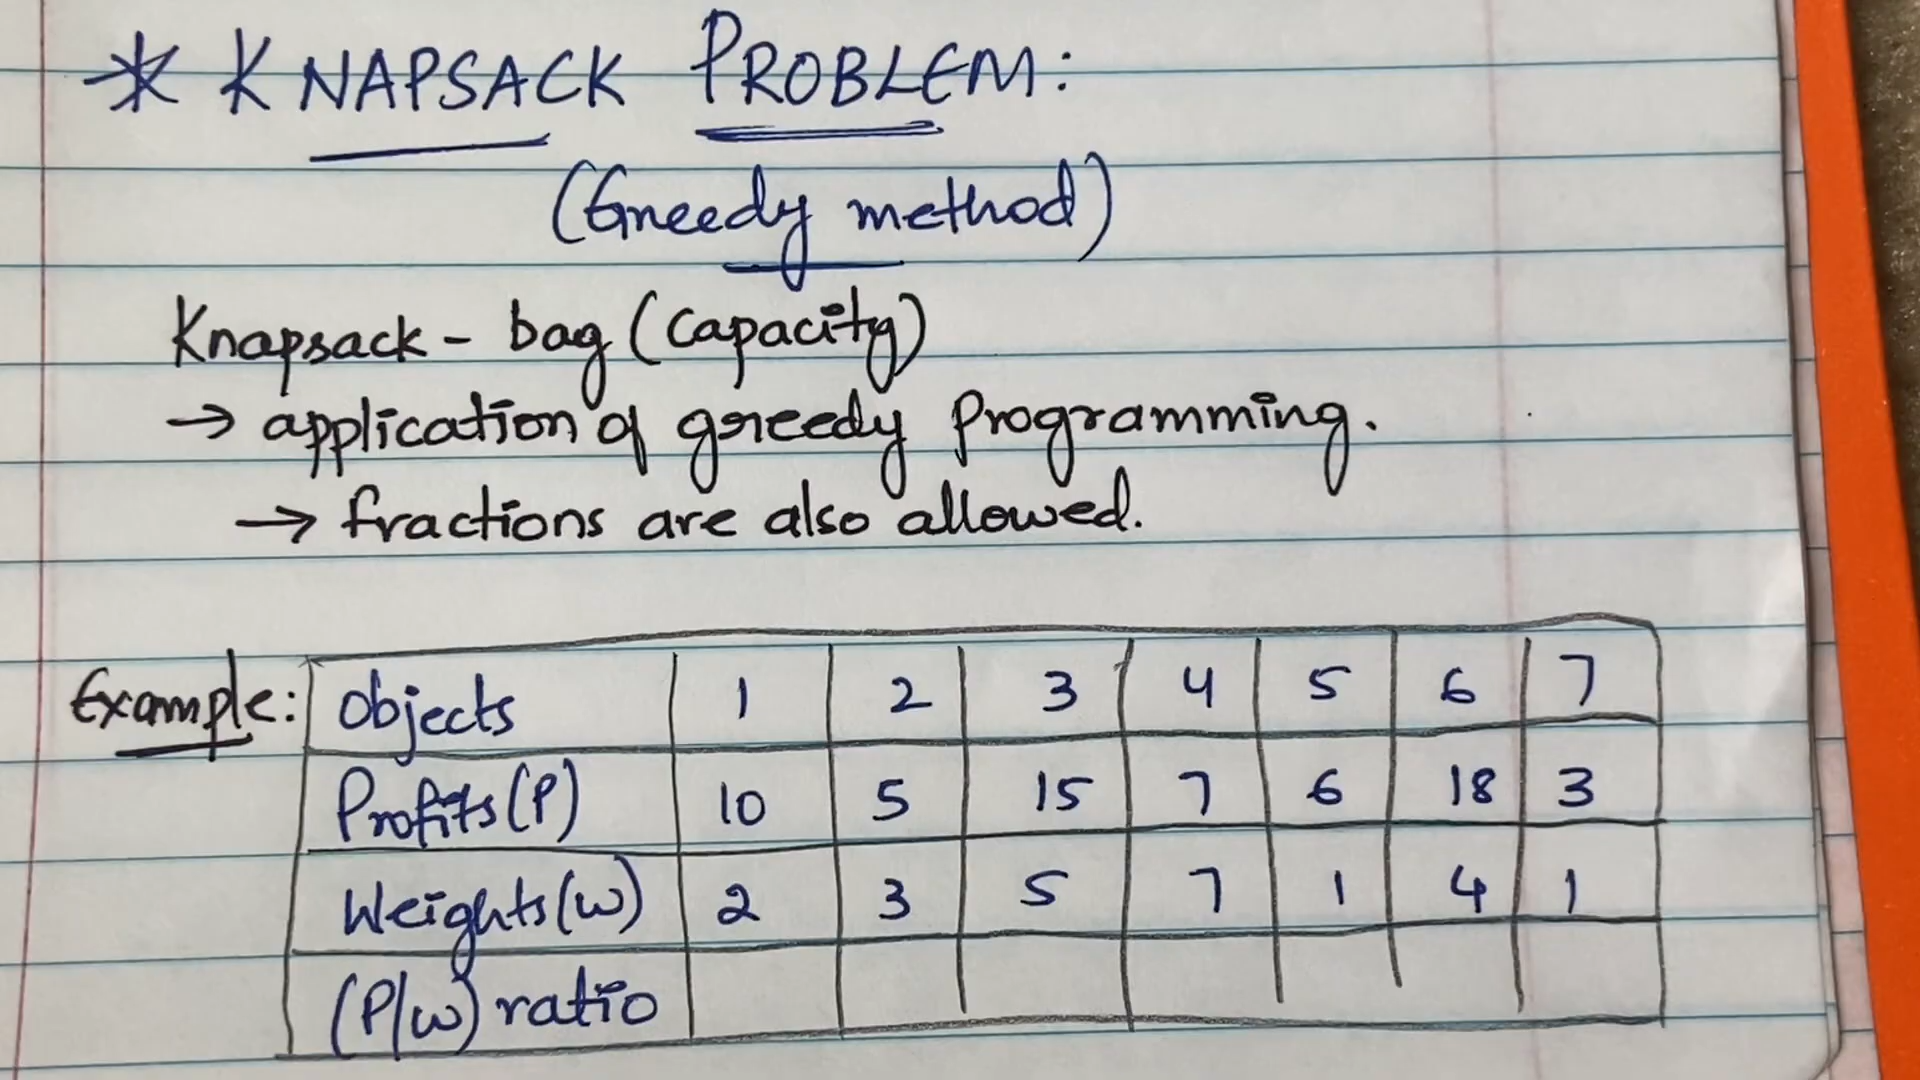 * KNAPSACK PROBLEM:
(Greedy method)
Knapsack - bag (capacity)
→ application of greedy programming.
→ fractions are also allowed.
Example: Objects 1 2 3 4 5 6 7
Profits (P) 10 5 15 7 6 18 3
Weights (w) 2 3 5 7 1 4 1
(P/w) ratio